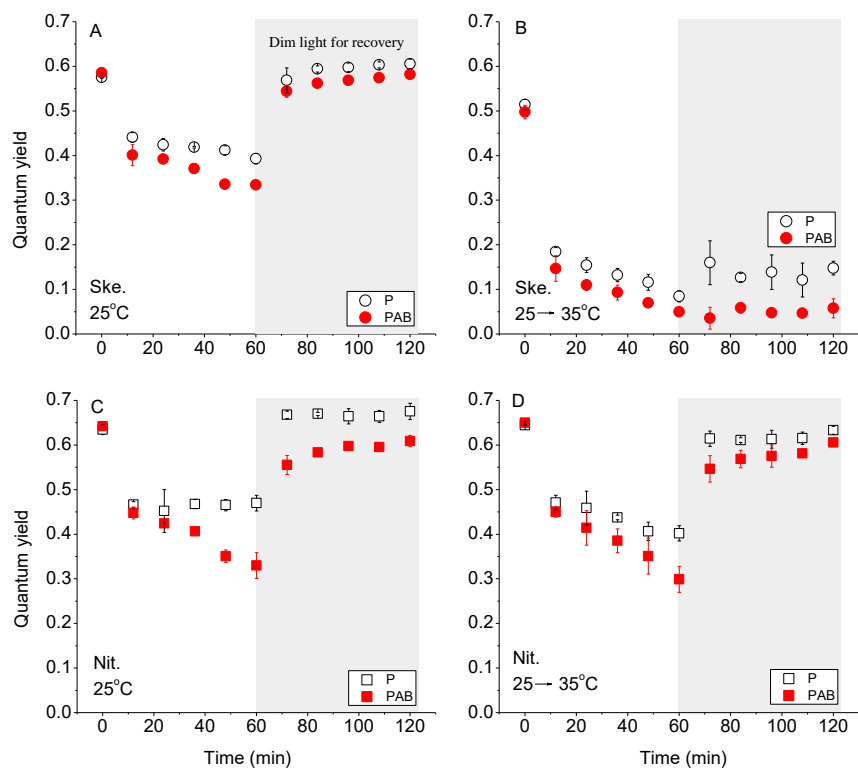 0.7
0.6
0.5
0.4
0.3
0.2
0.1
0.0
Quantum yield
A
Dim light for recovery
Ske.
25°C
P
PAB
0 20 40 60 80 100 120
0.7
0.6
0.5
0.4
0.3
0.2
0.1
0.0
B
P
PAB
Ske.
25→35°C
0 20 40 60 80 100 120
0.7
0.6
0.5
0.4
0.3
0.2
0.1
0.0
Quantum yield
C
Nit.
25°C
P
PAB
0 20 40 60 80 100 120
Time (min)
0.7
0.6
0.5
0.4
0.3
0.2
0.1
0.0
D
Nit.
25→35°C
P
PAB
0 20 40 60 80 100 120
Time (min)